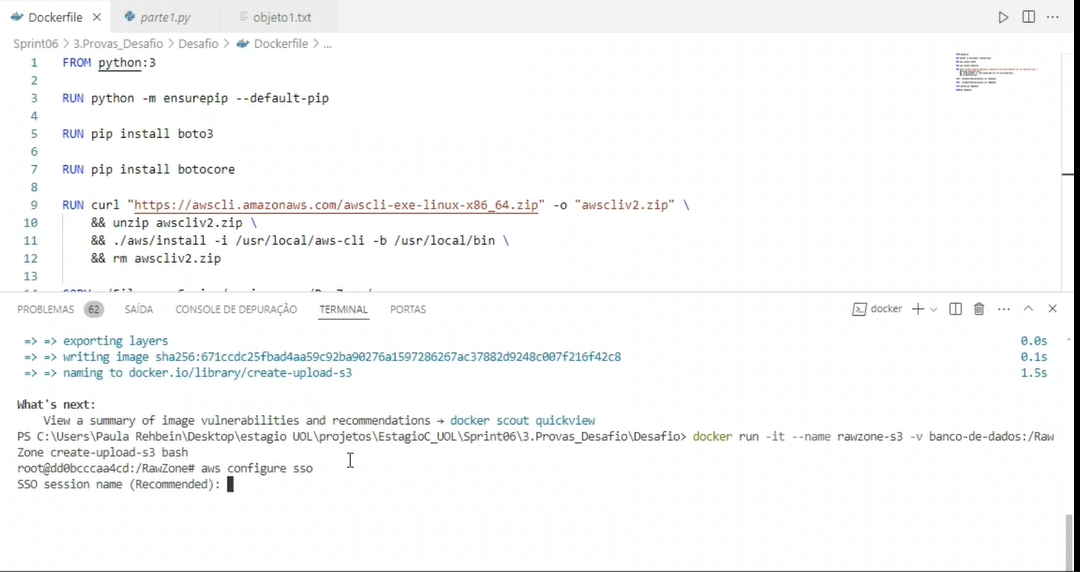 Dockerfile
parte1.py
objeto1.txt
Sprint06 > 3.Provas_Desafio > Desafio > Dockerfile > ...
1 FROM python:3
2
3 RUN python -m ensurepip --default-pip
4
5 RUN pip install boto3
6
7 RUN pip install botocore
8
9 RUN curl "https://awscli.amazonaws.com/awscli-exe-linux-x86_64.zip" -o "awscliv2.zip" \
10 && unzip awscliv2.zip \
11 && ./aws/install -i /usr/local/aws-cli -b /usr/local/bin \
12 && rm awscliv2.zip
13
PROBLEMAS 62 SAÍDA CONSOLE DE DEPURAÇÃO TERMINAL PORTAS docker
=> => exporting layers 0.0s
=> => writing image sha256:671ccdc25fbad4aa59c92ba90276a1597286267ac37882d9248c007f216f42c8 0.1s
=> => naming to docker.io/library/create-upload-s3 1.5s
What's next:
View a summary of image vulnerabilities and recommendations → docker scout quickview
PS C:\Users\Paula Rehbein\Desktop\estagio UOL\projetos\EstagioC_UOL\Sprint06\3.Provas_Desafio\Desafio> docker run -it --name rawzone-s3 -v banco-de-dados:/Raw
Zone create-upload-s3 bash
root@dd0bcccaa4cd:/RawZone# aws configure sso
SSO session name (Recommended):